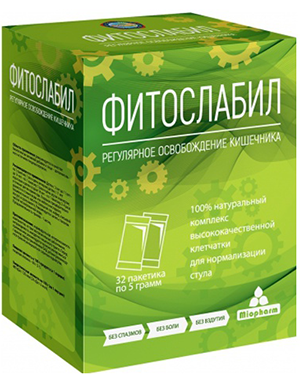 ФИТОСЛАБИЛ
РЕГУЛЯРНОЕ ОСВОБОЖДЕНИЕ КИШЕЧНИКА
100% натуральный
комплекс
высококачественной
клетчатки
для нормализации
стула
32 пакетика
по 5 грамм
БЕЗ СПАЗМОВ
БЕЗ БОЛИ
БЕЗ ВЗДУТИЯ
Miopharm